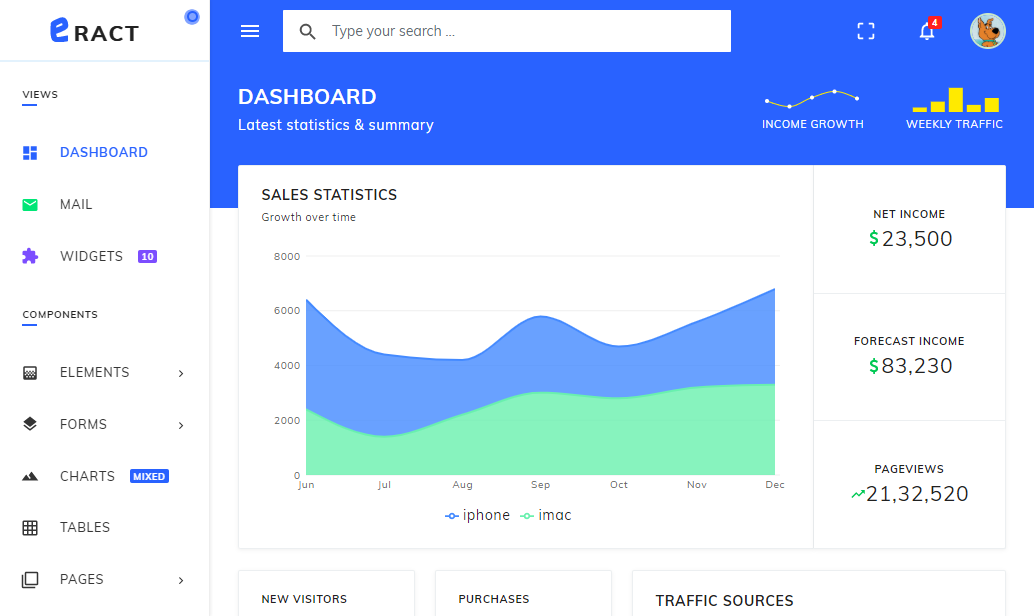 eRACT
Type your search ...
4
VIEWS
DASHBOARD
MAIL
WIDGETS 10
COMPONENTS
ELEMENTS
FORMS
CHARTS MIXED
TABLES
PAGES
DASHBOARD
Latest statistics & summary
INCOME GROWTH
WEEKLY TRAFFIC
SALES STATISTICS
Growth over time
8000
6000
4000
2000
0
Jun Jul Aug Sep Oct Nov Dec
iphone imac
NET INCOME
$23,500
FORECAST INCOME
$83,230
PAGEVIEWS
21,32,520
NEW VISITORS
PURCHASES
TRAFFIC SOURCES